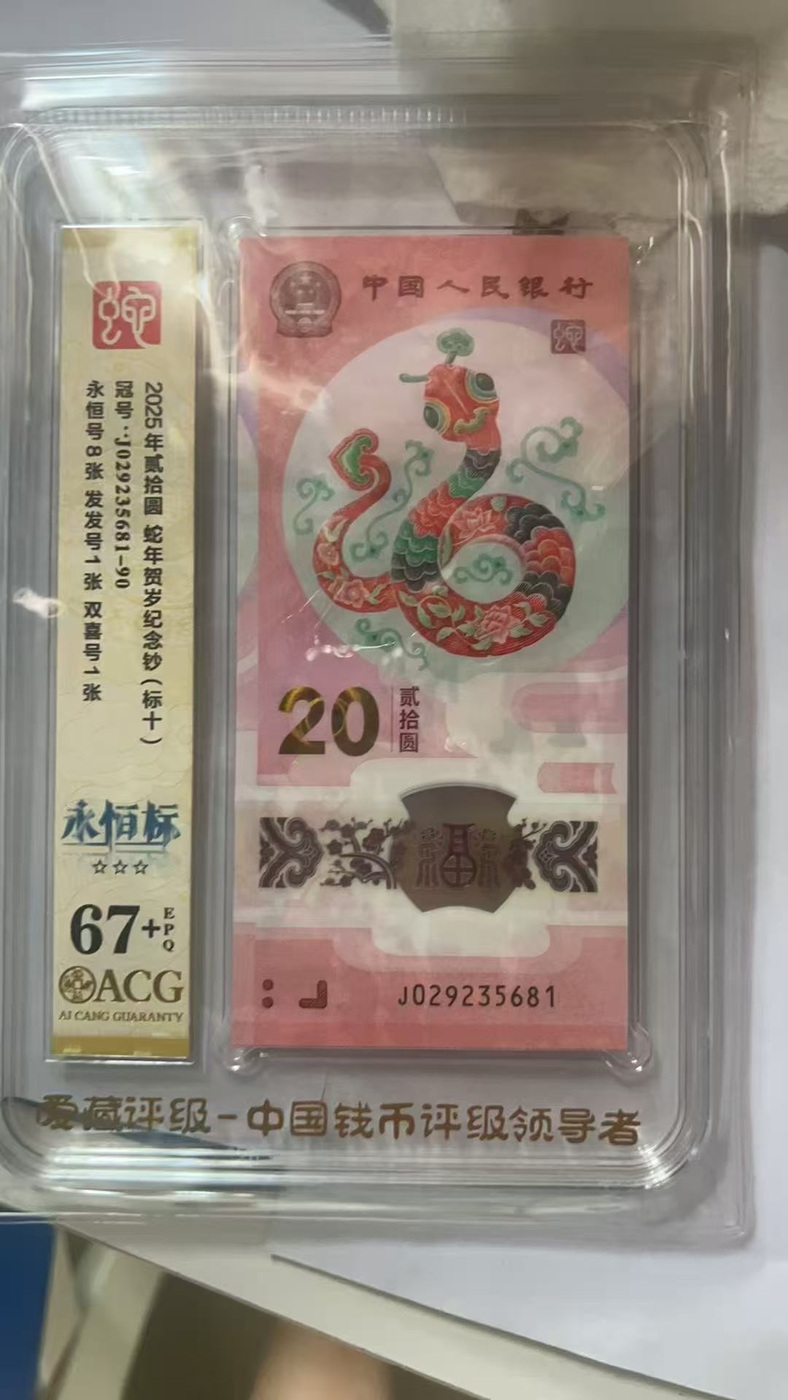 蛇
2025年贰拾圆 蛇年贺岁纪念钞(标十)
冠号:J029235681-90
永恒号8张 发发号1张 双喜号1张
永恒标
☆☆☆
67+EPQ
ACG
AI CANG GUARANTY
中国人民银行
蛇
20
贰拾圆
福
J029235681
爱藏评级-中国钱币评级领导者